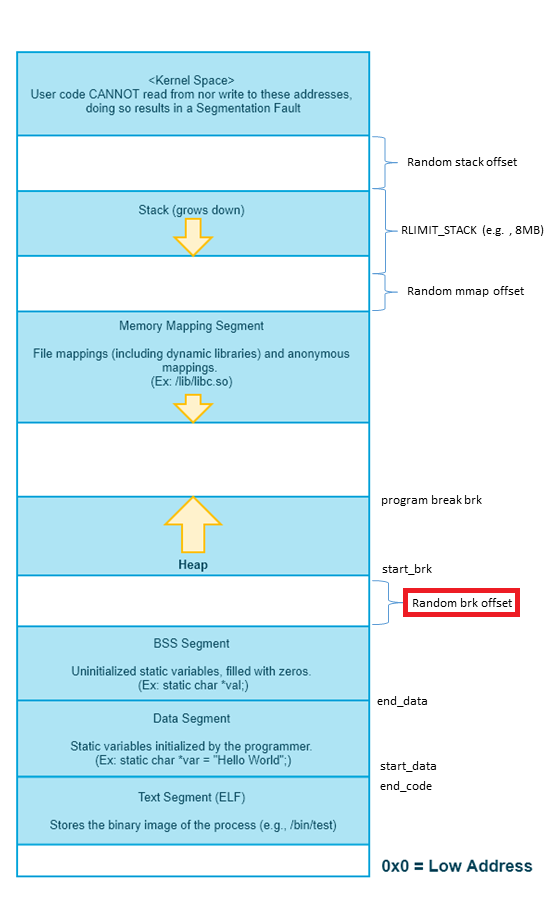 <Kernel Space>
User code CANNOT read from nor write to these addresses,
doing so results in a Segmentation Fault
Random stack offset
Stack (grows down)
RLIMIT_STACK (e.g. , 8MB)
Random mmap offset
Memory Mapping Segment
File mappings (including dynamic libraries) and anonymous
mappings.
(Ex: /lib/libc.so)
program break brk
Heap
start_brk
Random brk offset
BSS Segment
Uninitialized static variables, filled with zeros.
(Ex: static char *val;)
end_data
Data Segment
Static variables initialized by the programmer.
(Ex: static char *var = "Hello World";)
start_data
end_code
Text Segment (ELF)
Stores the binary image of the process (e.g., /bin/test)
0x0 = Low Address